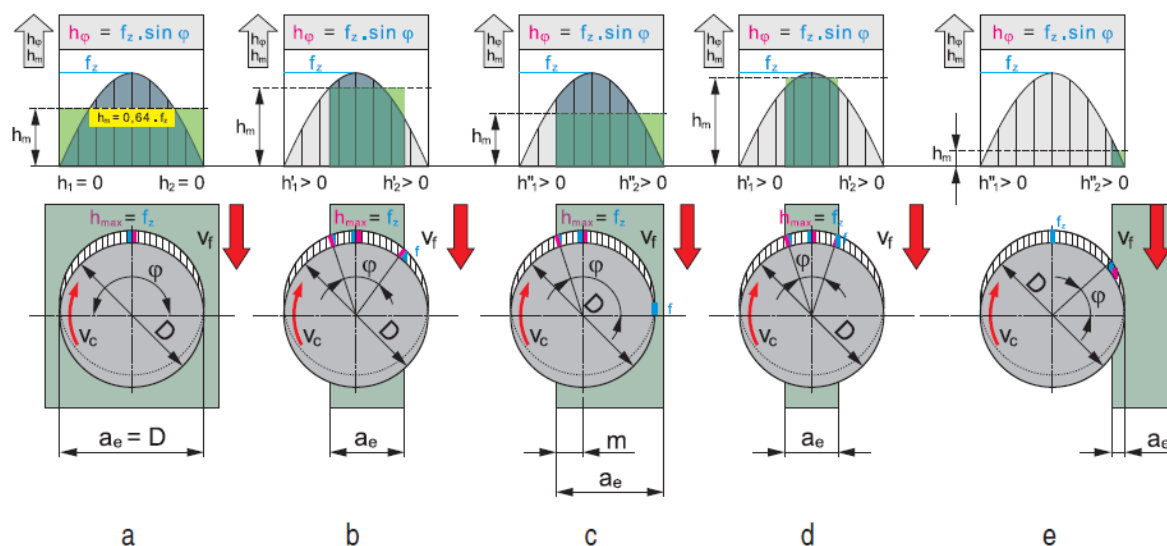 hφ
hm
hφ = fz.sin φ
fz
hm
hm = 0,64 . fz
h1 = 0
h2 = 0
hmax = fz
vf
φ
D
vc
ae = D
a
hφ
hm
hφ = fz.sin φ
fz
hm
h'1 > 0
h'2 > 0
hmax = fz
vf
f
φ
D
vc
ae
b
hφ
hm
hφ = fz.sin φ
fz
hm
h"1 > 0
h"2 > 0
hmax = fz
vf
φ
D
f
vc
m
ae
c
hφ
hm
hφ = fz.sin φ
fz
hm
h'1 > 0
h'2 > 0
hmax = fz
f
vf
φ
D
vc
ae
d
hφ
hm
hφ = fz.sin φ
fz
hm
h"1 > 0
h"2 > 0
fz
vf
D
φ
vc
ae
e